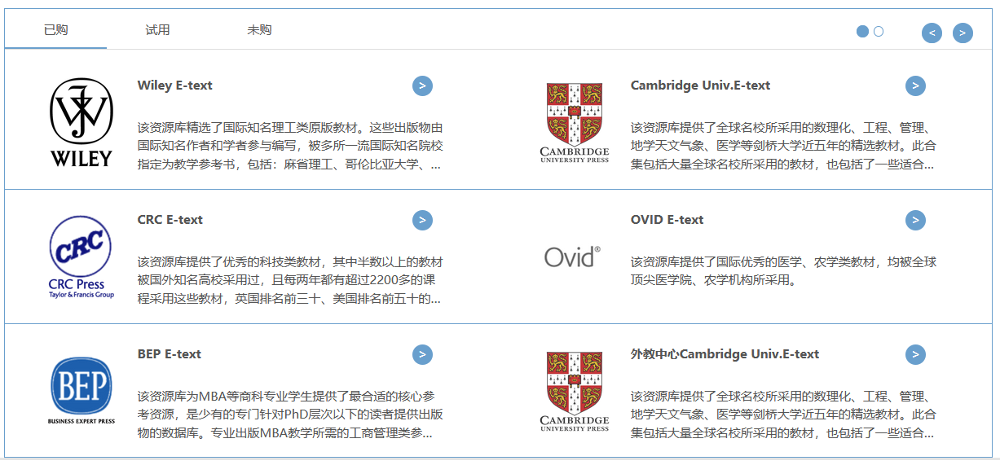 已购
试用
未购
< >
Wiley E-text
>
WILEY
该资源库精选了国际知名理工类原版教材。这些出版物由
国际知名作者和学者参与编写，被多所一流国际知名院校
指定为教学参考书，包括：麻省理工、哥伦比亚大学、...
Cambridge Univ.E-text
>
CAMBRIDGE
UNIVERSITY PRESS
该资源库提供了全球名校所采用的数理化、工程、管理、
地学天文气象、医学等剑桥大学近五年的精选教材。此合
集包括大量全球名校所采用的教材，也包括了一些适合...
CRC E-text
>
CRC
CRC Press
Taylor & Francis Group
该资源库提供了优秀的科技类教材，其中半数以上的教材
被国外知名高校采用过，且每两年都有超过2200多的课
程采用这些教材，英国排名前三十、美国排名前五十的...
OVID E-text
>
Ovid®
该资源库提供了国际优秀的医学、农学类教材，均被全球
顶尖医学院、农学机构所采用。
BEP E-text
>
BEP
BUSINESS EXPERT PRESS
该资源库为MBA等商科专业学生提供了最合适的核心参
考资源，是少有的专门针对PhD层次以下的读者提供出版
物的数据库。专业出版MBA教学所需的工商管理类参...
外教中心Cambridge Univ.E-text
>
CAMBRIDGE
UNIVERSITY PRESS
该资源库提供了全球名校所采用的数理化、工程、管理、
地学天文气象、医学等剑桥大学近五年的精选教材。此合
集包括大量全球名校所采用的教材，也包括了一些适合...